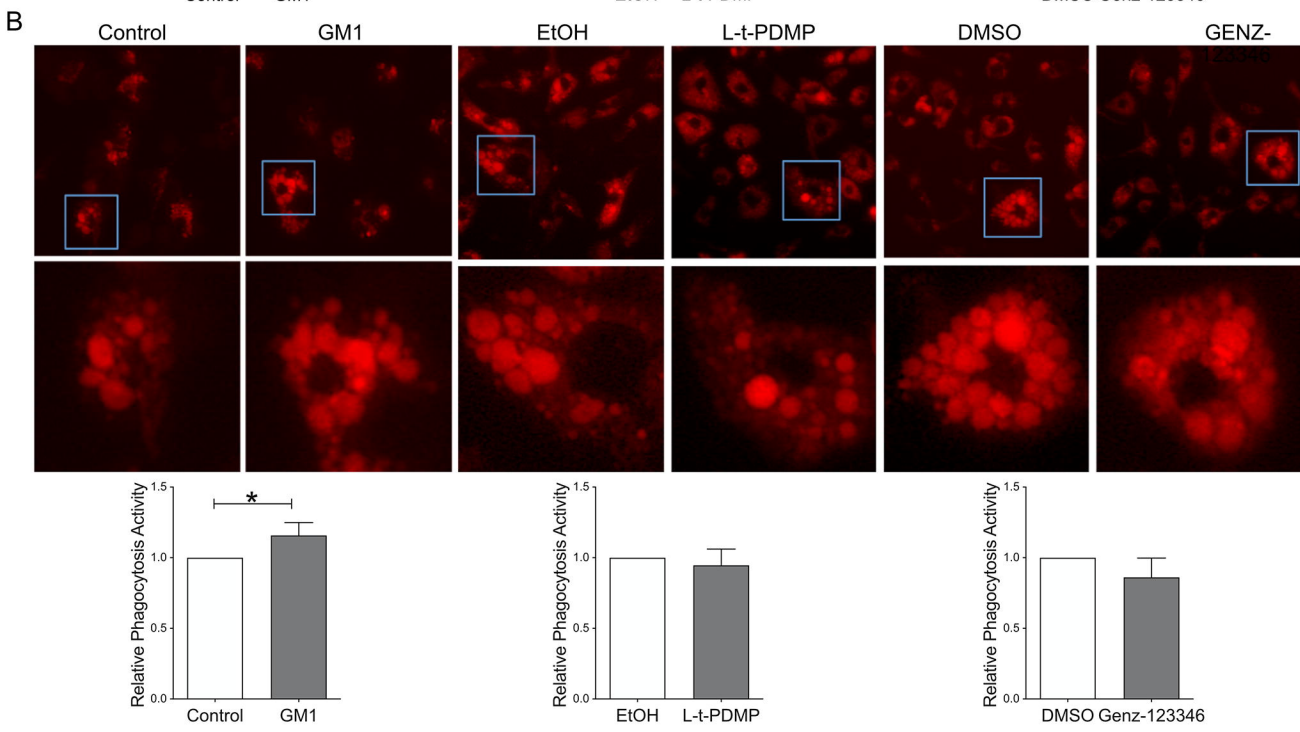 B
Control
GM1
EtOH
L-t-PDMP
DMSO
GENZ-
123346
Relative Phagocytosis Activity
1.5
1.0
0.5
0.0
*
Control
GM1
Relative Phagocytosis Activity
1.5
1.0
0.5
0.0
EtOH
L-t-PDMP
Relative Phagocytosis Activity
1.5
1.0
0.5
0.0
DMSO
Genz-123346